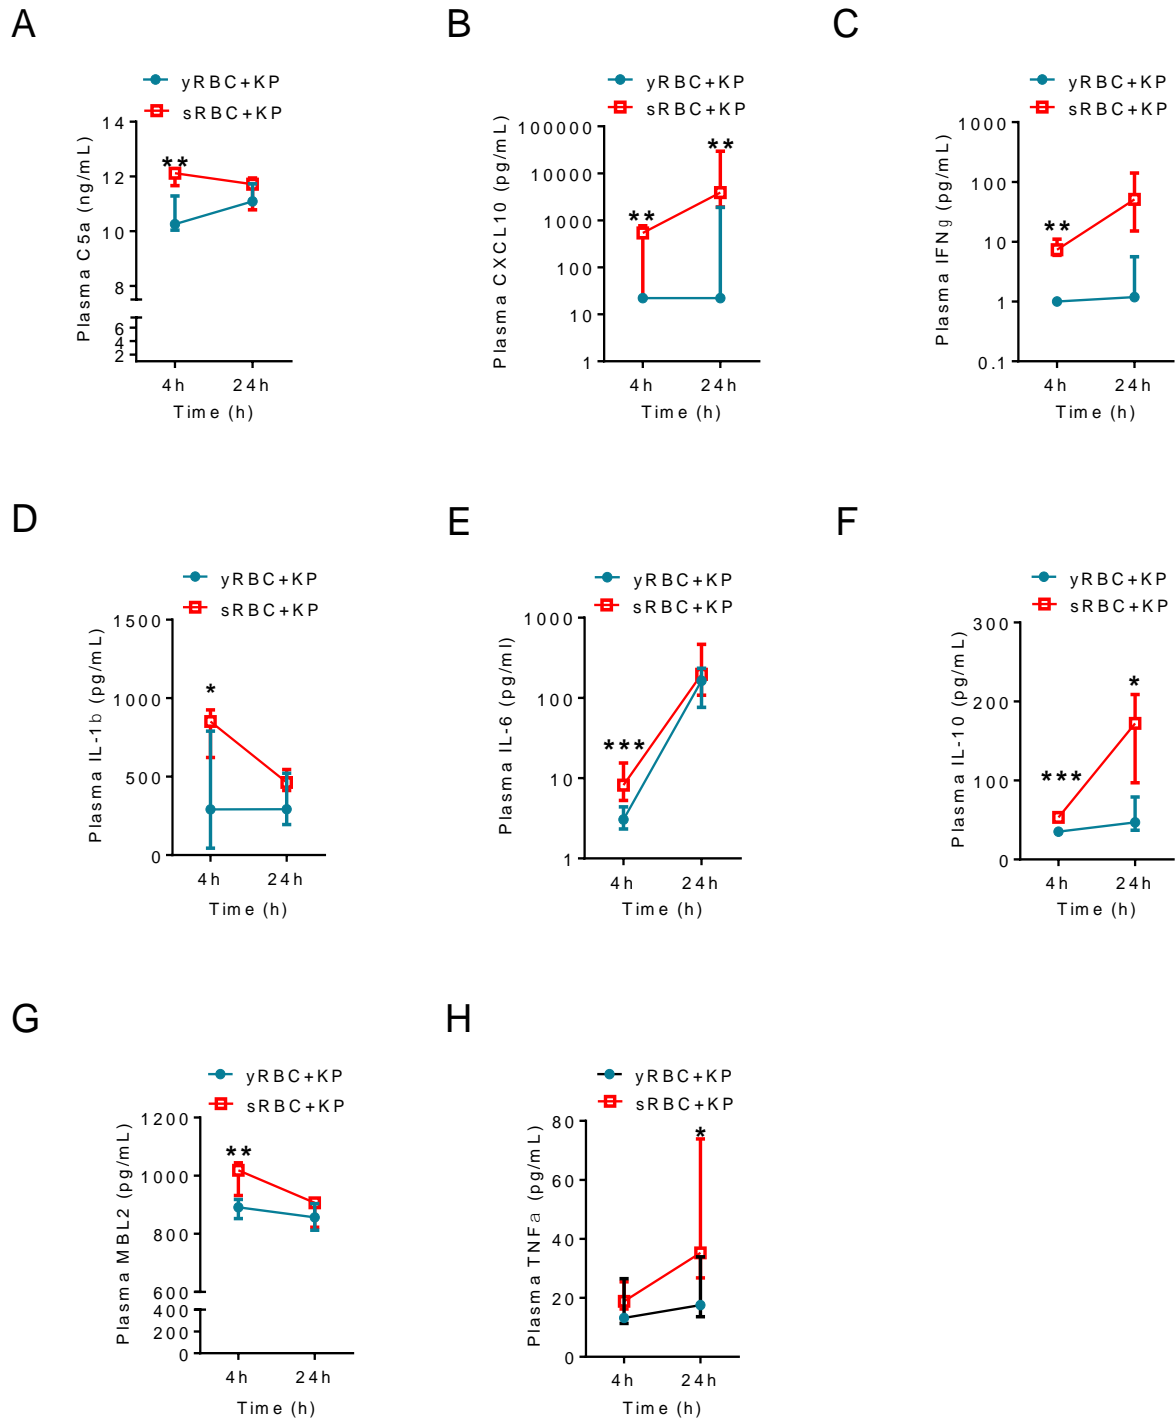 A
yRBC+KP
sRBC+KP
Plasma C5a (ng/mL)
14
12
10
8
6
4
2
**
4h
24h
Time (h)
B
yRBC+KP
sRBC+KP
Plasma CXCL10 (pg/mL)
100000
10000
1000
100
10
1
**
**
4h
24h
Time (h)
C
yRBC+KP
sRBC+KP
Plasma IFNg (pg/mL)
1000
100
10
1
0.1
**
4h
24h
Time (h)
D
yRBC+KP
sRBC+KP
Plasma IL-1b (pg/mL)
1500
1000
500
0
*
4h
24h
Time (h)
E
yRBC+KP
sRBC+KP
Plasma IL-6 (pg/ml)
1000
100
10
1
***
4h
24h
Time (h)
F
yRBC+KP
sRBC+KP
Plasma IL-10 (pg/mL)
300
200
100
0
***
*
4h
24h
Time (h)
G
yRBC+KP
sRBC+KP
Plasma MBL2 (pg/mL)
1200
1000
800
600
400
200
0
**
4h
24h
Time (h)
H
yRBC+KP
sRBC+KP
Plasma TNFa (pg/mL)
80
60
40
20
0
*
4h
24h
Time (h)